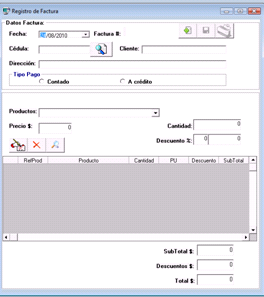 Registro de Factura
Datos Factura:
Fecha: /08/2010 Factura #:
Cédula: Cliente:
Dirección:
Tipo Pago
Contado A crédito
Productos:
Precio $: 0 Cantidad: 0
Descuento %: 0 0
RefProd Producto Cantidad PU Descuento SubTotal
SubTotal $: 0
Descuentos $: 0
Total $: 0